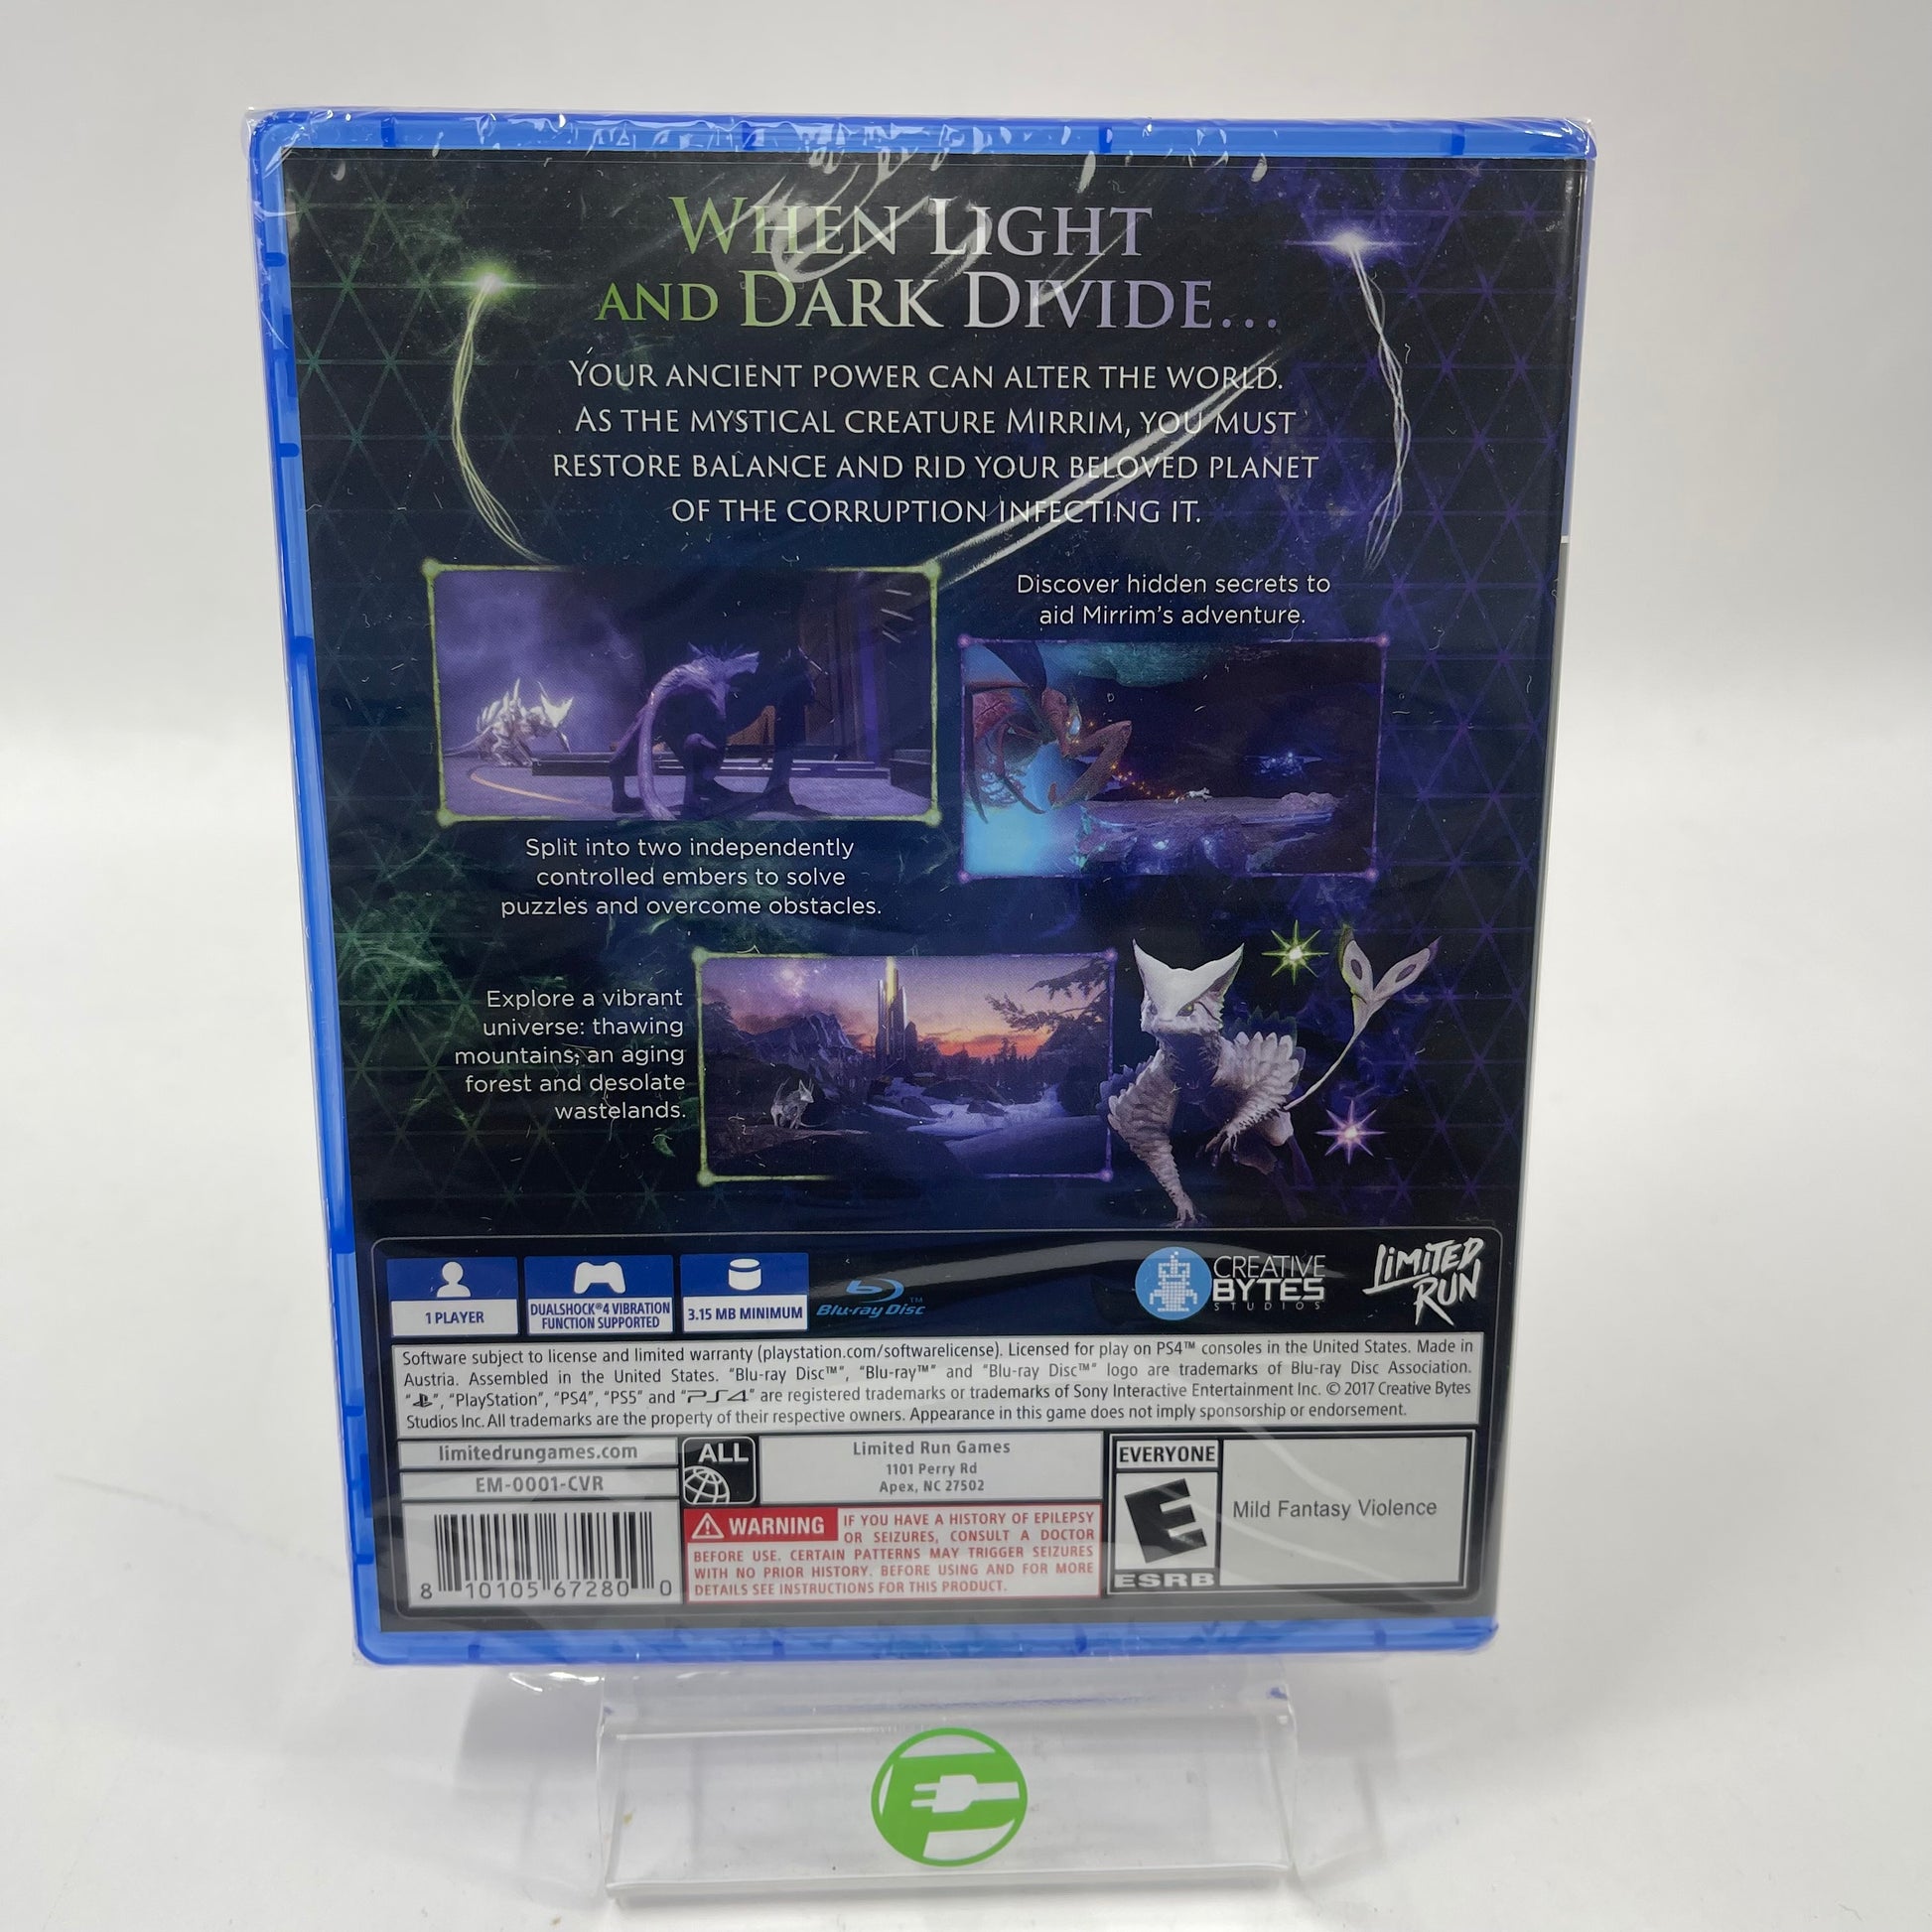 WHEN LIGHT
AND DARK DIVIDE...
YOUR ANCIENT POWER CAN ALTER THE WORLD.
AS THE MYSTICAL CREATURE MIRRIM, YOU MUST
RESTORE BALANCE AND RID YOUR BELOVED PLANET
OF THE CORRUPTION INFECTING IT.
Discover hidden secrets to
aid Mirrim's adventure.
Split into two independently
controlled embers to solve
puzzles and overcome obstacles.
Explore a vibrant
universe: thawing
mountains, an aging
forest and desolate
wastelands.
1 PLAYER
DUALSHOCK®4 VIBRATION
FUNCTION SUPPORTED
3.15 MB MINIMUM
Blu-ray Disc™
CREATIVE
BYTES
STUDIOS
LIMITED
RUN
Software subject to license and limited warranty (playstation.com/softwarelicense). Licensed for play on PS4™ consoles in the United States. Made in
Austria. Assembled in the United States. "Blu-ray Disc™", "Blu-ray™" and "Blu-ray Disc™" logo are trademarks of Blu-ray Disc Association.
"", "PlayStation", "PS4", "PS5" and "PS4" are registered trademarks or trademarks of Sony Interactive Entertainment Inc. © 2017 Creative Bytes
Studios Inc. All trademarks are the property of their respective owners. Appearance in this game does not imply sponsorship or endorsement.
limitedrungames.com
EM-0001-CVR
8 10105 67280 0
ALL
Limited Run Games
1101 Perry Rd
Apex, NC 27502
WARNING IF YOU HAVE A HISTORY OF EPILEPSY
OR SEIZURES, CONSULT A DOCTOR
BEFORE USE. CERTAIN PATTERNS MAY TRIGGER SEIZURES
WITH NO PRIOR HISTORY. BEFORE USING AND FOR MORE
DETAILS SEE INSTRUCTIONS FOR THIS PRODUCT.
EVERYONE
E
ESRB
Mild Fantasy Violence